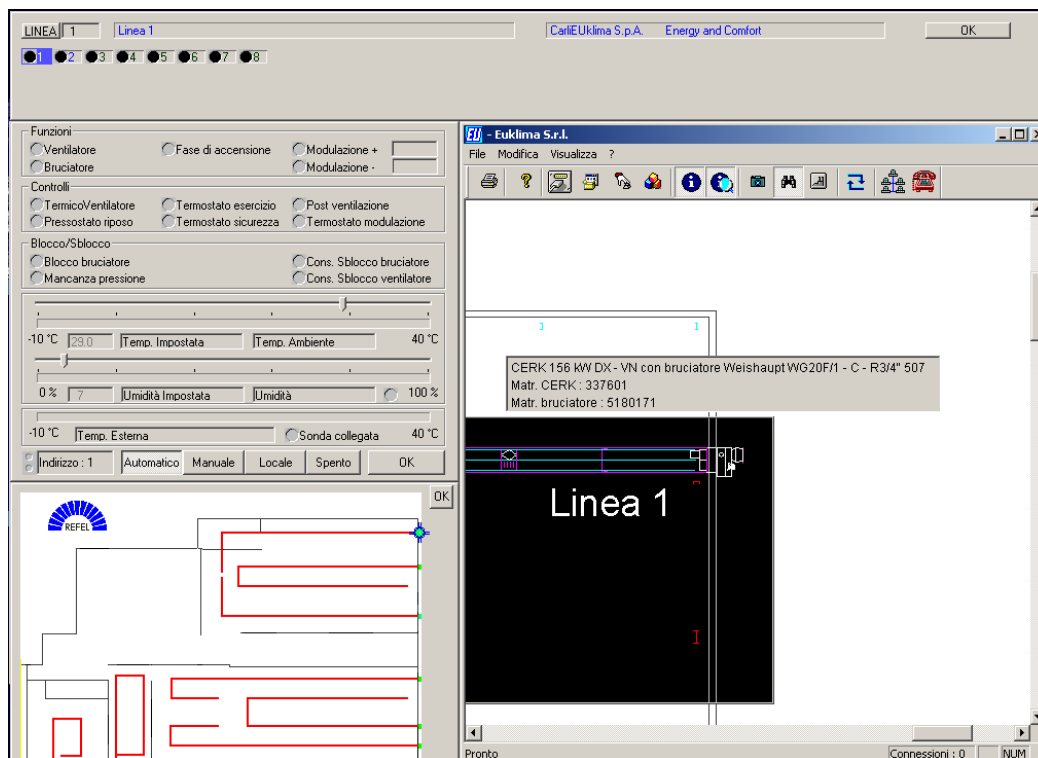 LINEA 1 Linea 1 CarliEUklima S.p.A. Energy and Comfort OK
1 2 3 4 5 6 7 8
Funzioni
Ventilatore Fase di accensione Modulazione +
Bruciatore Modulazione -
Controlli
TermicoVentilatore Termostato esercizio Post ventilazione
Pressostato riposo Termostato sicurezza Termostato modulazione
Blocco/Sblocco
Blocco bruciatore Cons. Sblocco bruciatore
Mancanza pressione Cons. Sblocco ventilatore
-10 °C 29.0 Temp. Impostata Temp. Ambiente 40 °C
0 % 7 Umidità Impostata Umidità 100 %
-10 °C Temp. Esterna Sonda collegata 40 °C
Indirizzo : 1 Automatico Manuale Locale Spento OK
OK
REFEL
EU - Euklima S.r.l.
File Modifica Visualizza ?
3 1
CERK 156 kW DX - VN con bruciatore Weishaupt WG20F/1 - C - R3/4" 507
Matr. CERK : 337601
Matr. bruciatore : 5180171
Linea 1
Pronto Connessioni : 0 NUM